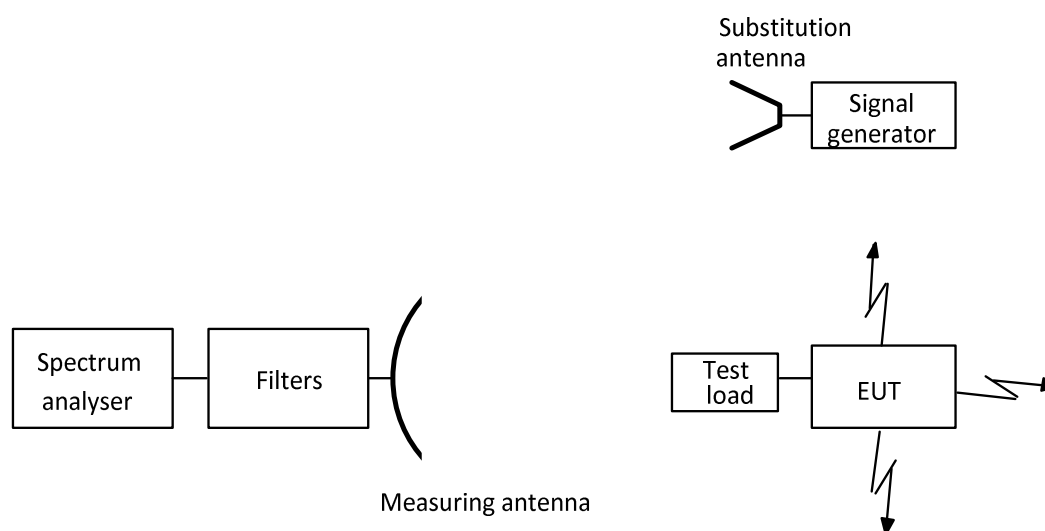 Substitution
antenna
Signal
generator
Spectrum
analyser
Filters
Test
load
EUT
Measuring antenna